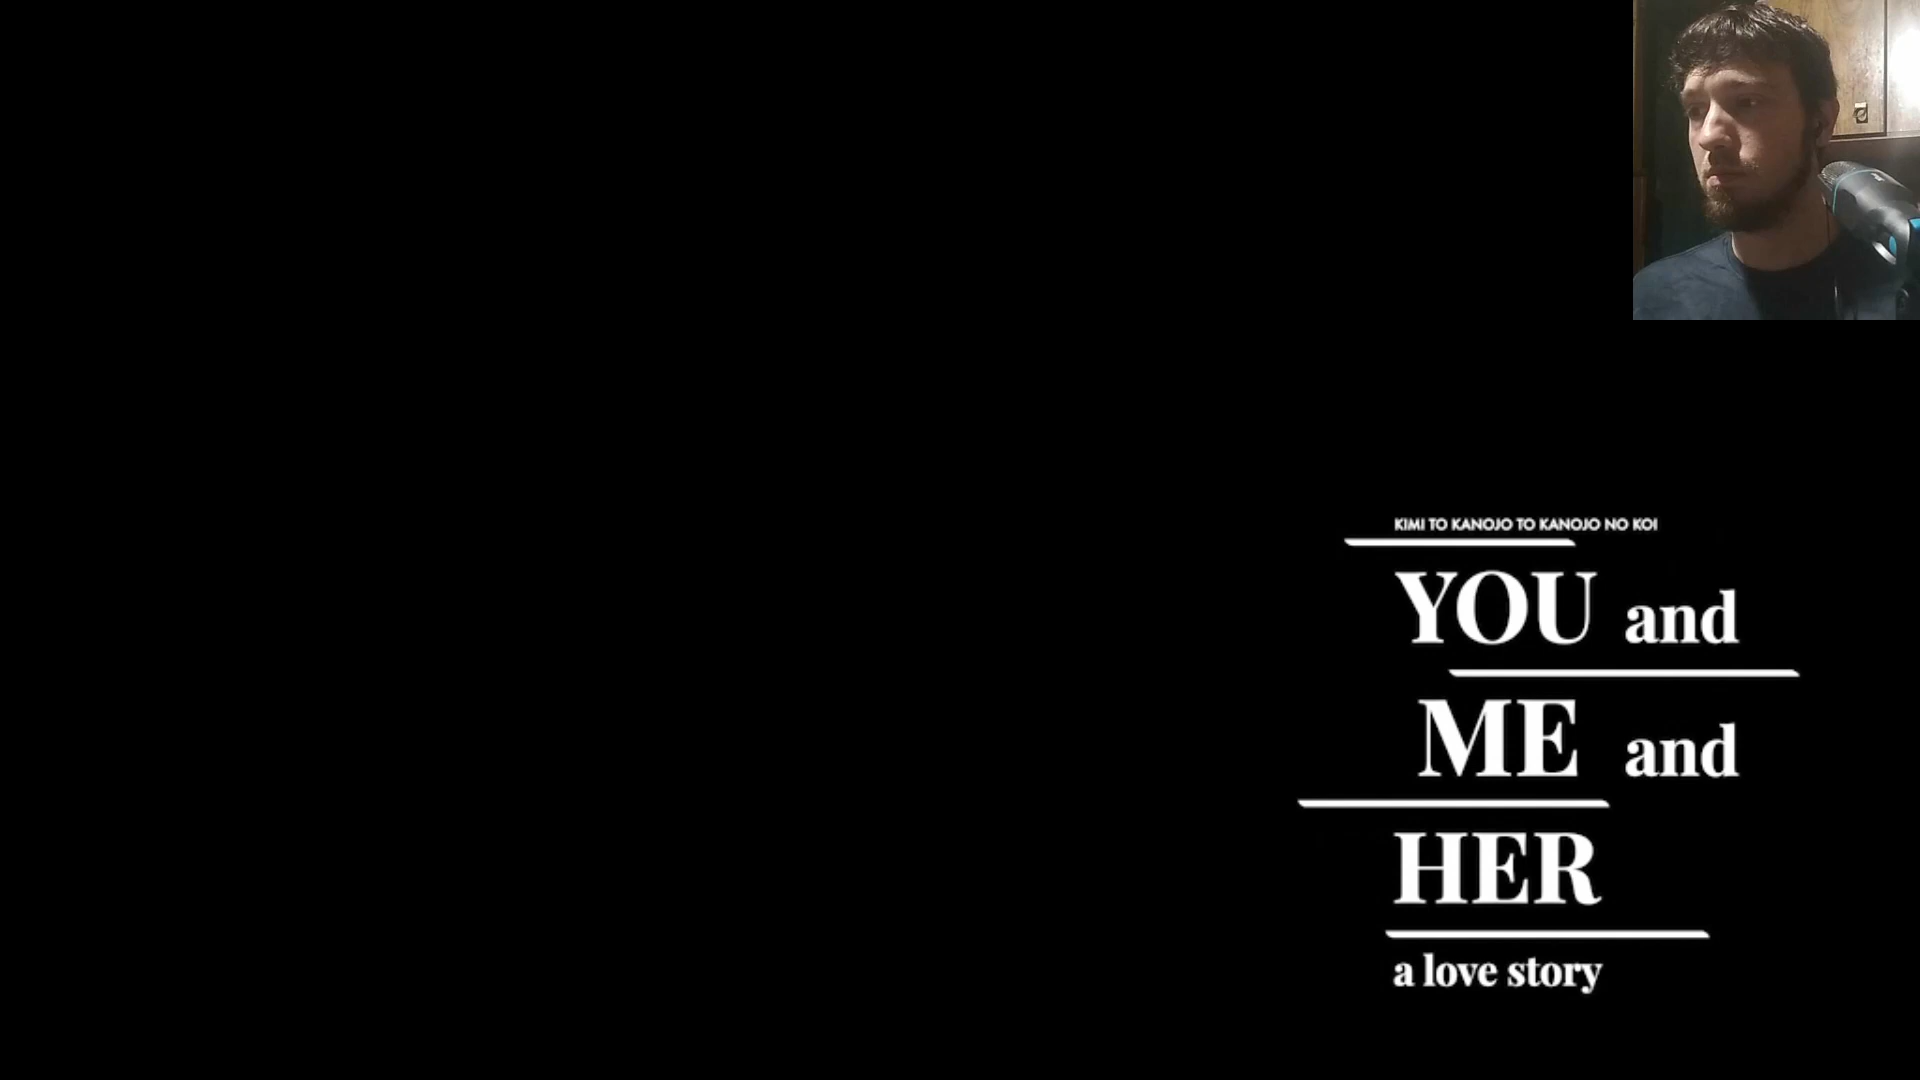 KIMI TO KANOJO TO KANOJO NO KOI
YOU and
ME and
HER
a love story